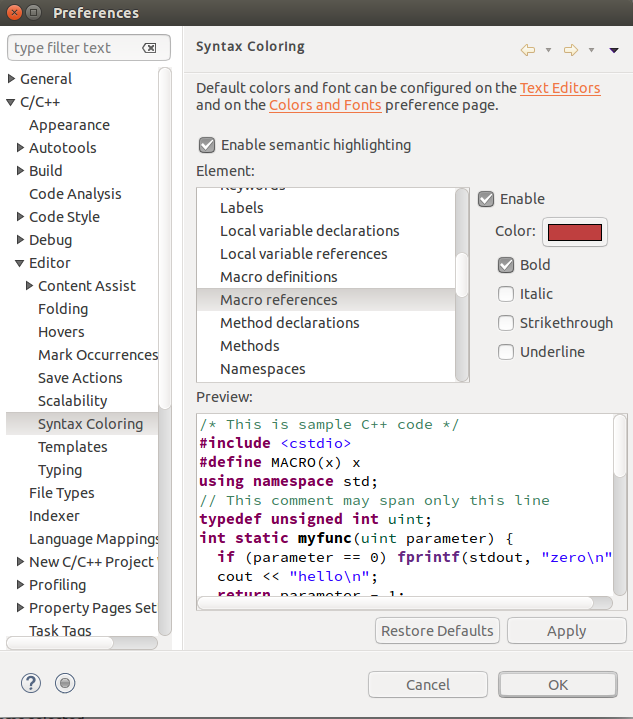 Preferences
type filter text
General
C/C++
Appearance
Autotools
Build
Code Analysis
Code Style
Debug
Editor
Content Assist
Folding
Hovers
Mark Occurrences
Save Actions
Scalability
Syntax Coloring
Templates
Typing
File Types
Indexer
Language Mappings
New C/C++ Project
Profiling
Property Pages Set
Task Tags
Syntax Coloring
Default colors and font can be configured on the Text Editors
and on the Colors and Fonts preference page.
Enable semantic highlighting
Element:
Keywords
Labels
Local variable declarations
Local variable references
Macro definitions
Macro references
Method declarations
Methods
Namespaces
Enable
Color:
Bold
Italic
Strikethrough
Underline
Preview:
/* This is sample C++ code */
#include <cstdio>
#define MACRO(x) x
using namespace std;
// This comment may span only this line
typedef unsigned int uint;
int static myfunc(uint parameter) {
if (parameter == 0) fprintf(stdout, "zero\n"
cout << "hello\n";
return parameter - 1;
Restore Defaults
Apply
?
Cancel
OK